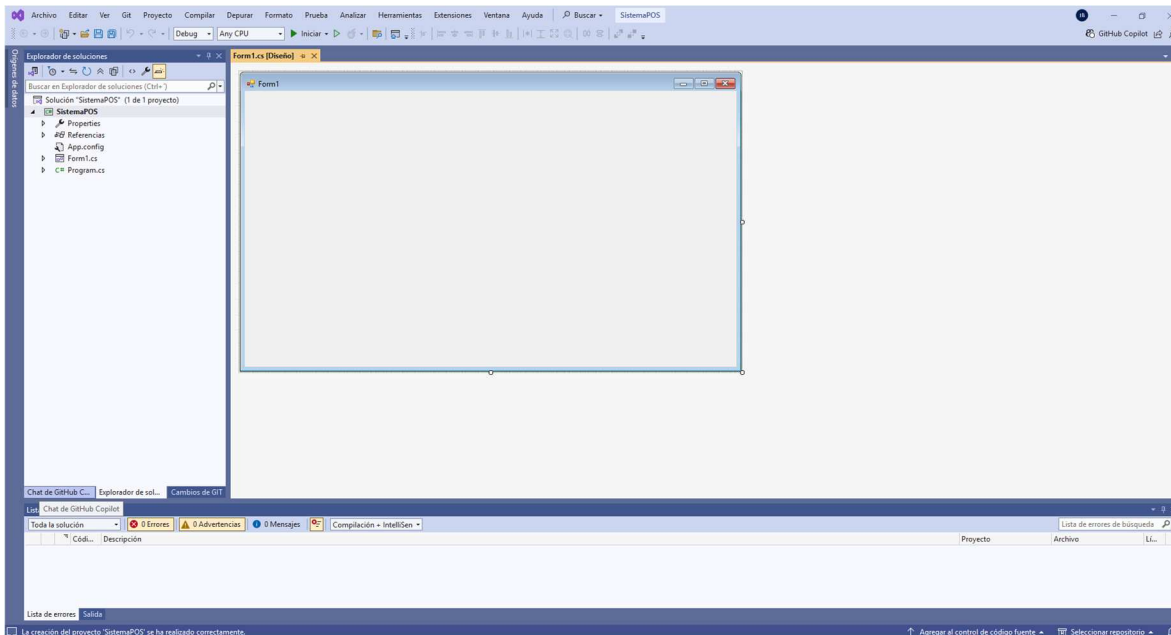 Archivo Editar Ver Git Proyecto Compilar Depurar Formato Prueba Analizar Herramientas Extensiones Ventana Ayuda Buscar SistemaPOS
Debug Any CPU Iniciar GitHub Copilot
Orígenes de datos
Explorador de soluciones
Form1.cs [Diseño]
Buscar en Explorador de soluciones (Ctrl+´)
Solución "SistemaPOS" (1 de 1 proyecto)
SistemaPOS
Properties
Referencias
App.config
Form1.cs
C# Program.cs
Form1
Chat de GitHub C... Explorador de sol... Cambios de GIT
Chat de GitHub Copilot
Toda la solución 0 Errores 0 Advertencias 0 Mensajes Compilación + IntelliSen Lista de errores de búsqueda
Códi... Descripción Proyecto Archivo Lí...
Lista de errores Salida
La creación del proyecto 'SistemaPOS' se ha realizado correctamente. Agregar al control de código fuente Seleccionar repositorio